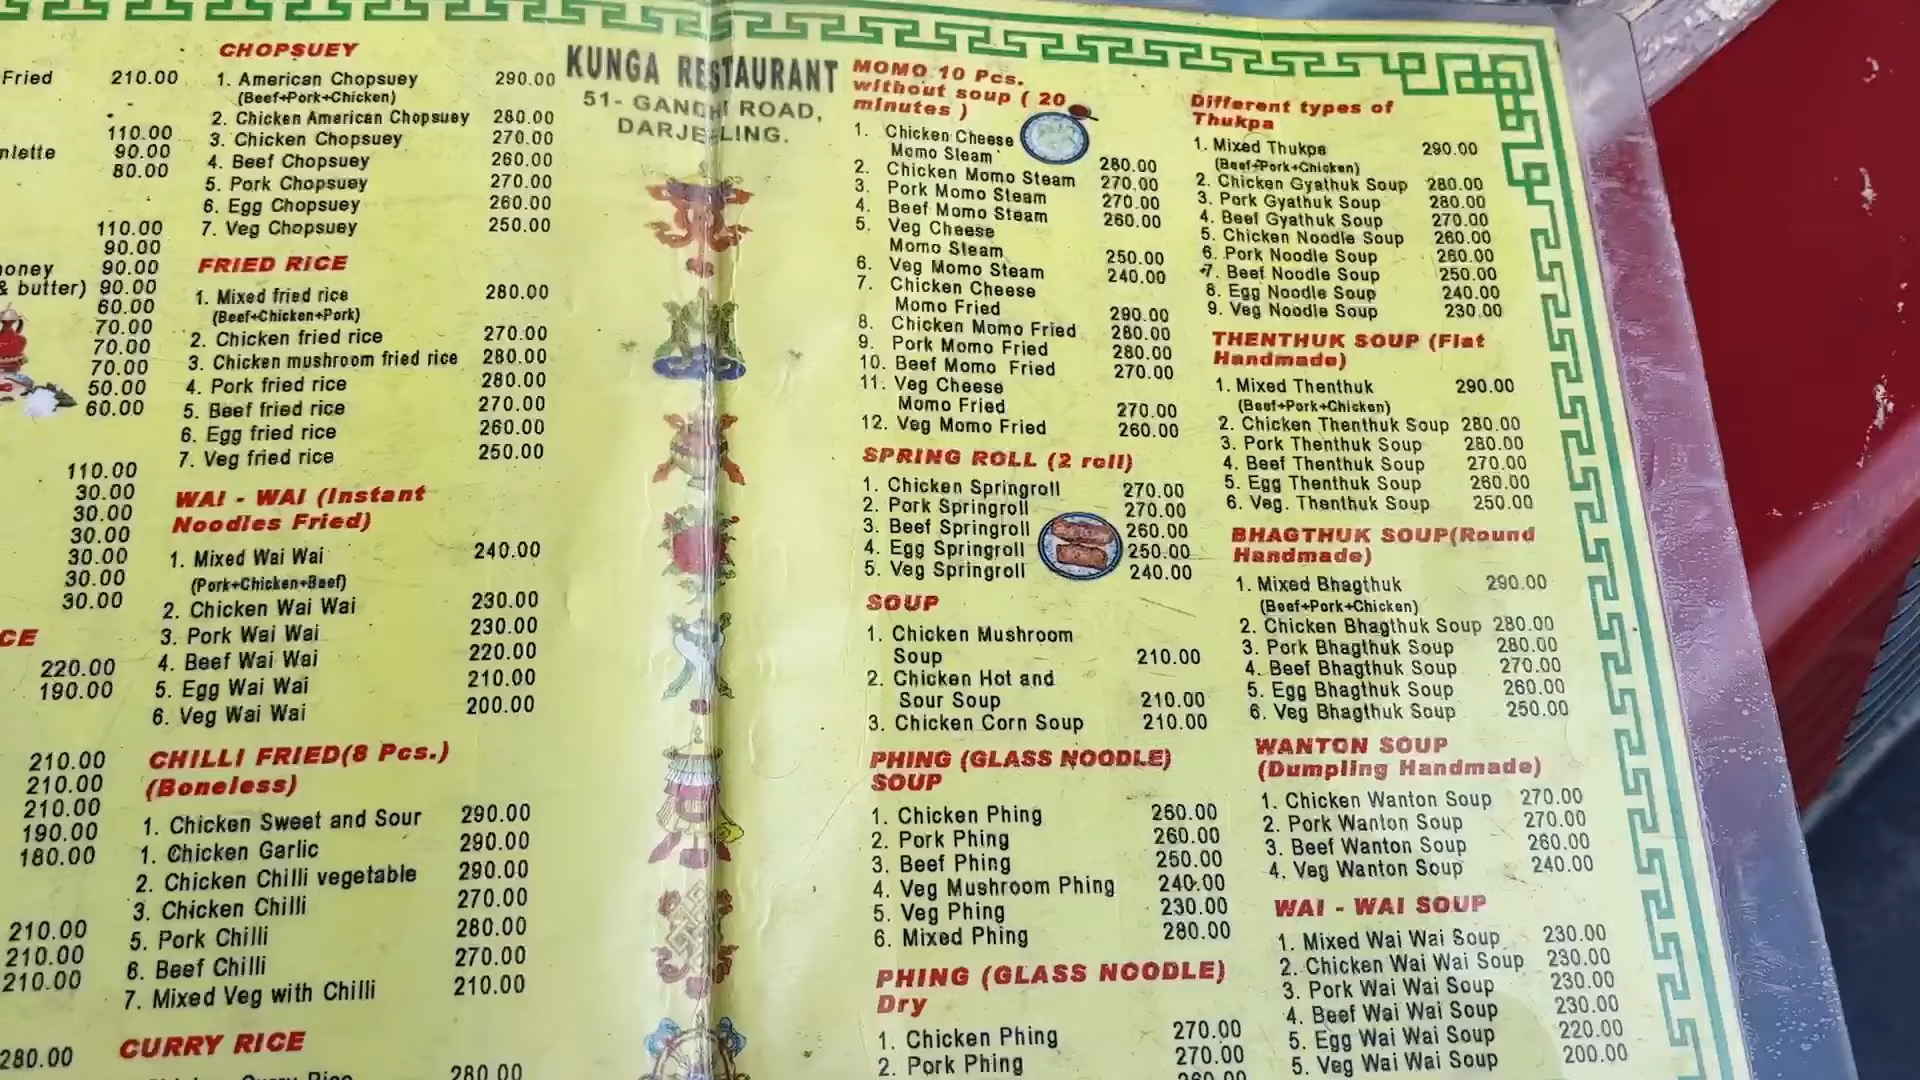 Fried 210.00
110.00
mlette 90.00
80.00
110.00
90.00
honey 90.00
& butter) 90.00
60.00
70.00
70.00
70.00
50.00
60.00
110.00
30.00
30.00
30.00
30.00
30.00
30.00
CE
220.00
190.00
210.00
210.00
210.00
190.00
180.00
210.00
210.00
210.00
280.00
CHOPSUEY
1. American Chopsuey 290.00
(Beef+Pork+Chicken)
2. Chicken American Chopsuey 280.00
3. Chicken Chopsuey 270.00
4. Beef Chopsuey 260.00
5. Pork Chopsuey 270.00
6. Egg Chopsuey 260.00
7. Veg Chopsuey 250.00
FRIED RICE
1. Mixed fried rice 280.00
(Beef+Chicken+Pork)
2. Chicken fried rice 270.00
3. Chicken mushroom fried rice 280.00
4. Pork fried rice 280.00
5. Beef fried rice 270.00
6. Egg fried rice 260.00
7. Veg fried rice 250.00
WAI - WAI (Instant
Noodles Fried)
1. Mixed Wai Wai 240.00
(Pork+Chicken+Beef)
2. Chicken Wai Wai 230.00
3. Pork Wai Wai 230.00
4. Beef Wai Wai 220.00
5. Egg Wai Wai 210.00
6. Veg Wai Wai 200.00
CHILLI FRIED(8 Pcs.)
(Boneless)
1. Chicken Sweet and Sour 290.00
1. Chicken Garlic 290.00
2. Chicken Chilli vegetable 290.00
3. Chicken Chilli 270.00
5. Pork Chilli 280.00
6. Beef Chilli 270.00
7. Mixed Veg with Chilli 210.00
CURRY RICE
Curry Rice 280.00
KUNGA RESTAURANT
51- GANDHI ROAD,
DARJEELING.
MOMO 10 Pcs.
without soup ( 20
minutes )
1. Chicken Cheese
Momo Steam 280.00
2. Chicken Momo Steam 270.00
3. Pork Momo Steam 270.00
4. Beef Momo Steam 260.00
5. Veg Cheese
Momo Steam 250.00
6. Veg Momo Steam 240.00
7. Chicken Cheese
Momo Fried 290.00
8. Chicken Momo Fried 280.00
9. Pork Momo Fried 280.00
10. Beef Momo Fried 270.00
11. Veg Cheese
Momo Fried 270.00
12. Veg Momo Fried 260.00
SPRING ROLL (2 roll)
1. Chicken Springroll 270.00
2. Pork Springroll 270.00
3. Beef Springroll 260.00
4. Egg Springroll 250.00
5. Veg Springroll 240.00
SOUP
1. Chicken Mushroom
Soup 210.00
2. Chicken Hot and
Sour Soup 210.00
3. Chicken Corn Soup 210.00
PHING (GLASS NOODLE)
SOUP
1. Chicken Phing 260.00
2. Pork Phing 260.00
3. Beef Phing 250.00
4. Veg Mushroom Phing 240.00
5. Veg Phing 230.00
6. Mixed Phing 280.00
PHING (GLASS NOODLE)
Dry
1. Chicken Phing 270.00
2. Pork Phing 270.00
Different types of
Thukpa
1. Mixed Thukpa 290.00
(Beef+Pork+Chicken)
2. Chicken Gyathuk Soup 280.00
3. Pork Gyathuk Soup 280.00
4. Beef Gyathuk Soup 270.00
5. Chicken Noodle Soup 260.00
6. Pork Noodle Soup 260.00
7. Beef Noodle Soup 250.00
8. Egg Noodle Soup 240.00
9. Veg Noodle Soup 230.00
THENTHUK SOUP (Flat
Handmade)
1. Mixed Thenthuk 290.00
(Beef+Pork+Chicken)
2. Chicken Thenthuk Soup 280.00
3. Pork Thenthuk Soup 280.00
4. Beef Thenthuk Soup 270.00
5. Egg Thenthuk Soup 260.00
6. Veg. Thenthuk Soup 250.00
BHAGTHUK SOUP(Round
Handmade)
1. Mixed Bhagthuk 290.00
(Beef+Pork+Chicken)
2. Chicken Bhagthuk Soup 280.00
3. Pork Bhagthuk Soup 280.00
4. Beef Bhagthuk Soup 270.00
5. Egg Bhagthuk Soup 260.00
6. Veg Bhagthuk Soup 250.00
WANTON SOUP
(Dumpling Handmade)
1. Chicken Wanton Soup 270.00
2. Pork Wanton Soup 270.00
3. Beef Wanton Soup 260.00
4. Veg Wanton Soup 240.00
WAI - WAI SOUP
1. Mixed Wai Wai Soup 230.00
2. Chicken Wai Wai Soup 230.00
3. Pork Wai Wai Soup 230.00
4. Beef Wai Wai Soup 230.00
5. Egg Wai Wai Soup 220.00
5. Veg Wai Wai Soup 200.00